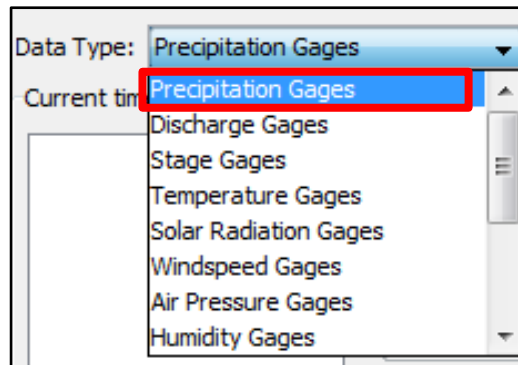 Data Type: Precipitation Gages
Current tim
Precipitation Gages
Discharge Gages
Stage Gages
Temperature Gages
Solar Radiation Gages
Windspeed Gages
Air Pressure Gages
Humidity Gages